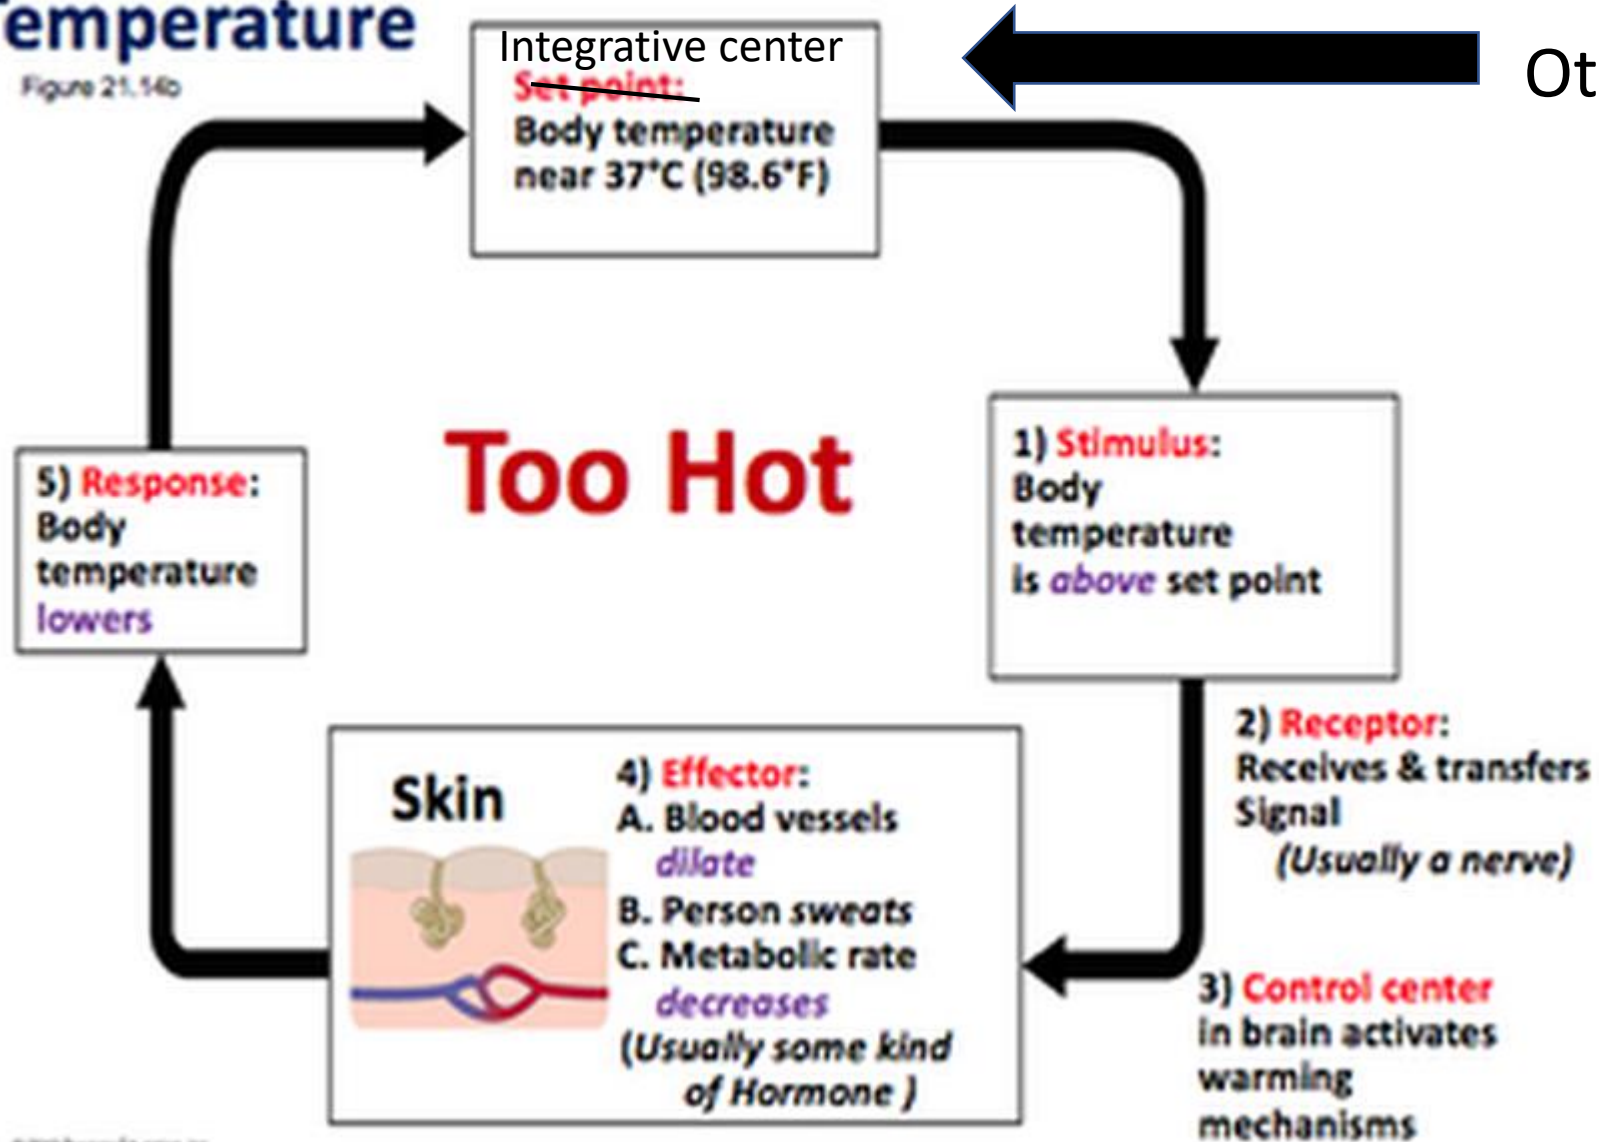 emperature
Figure 21.14b
Integrative center
Set point:
Body temperature
near 37°C (98.6°F)
Ot
Too Hot
1) Stimulus:
Body
temperature
is above set point
2) Receptor:
Receives & transfers
Signal
(Usually a nerve)
3) Control center
in brain activates
warming
mechanisms
Skin
4) Effector:
A. Blood vessels
dilate
B. Person sweats
C. Metabolic rate
decreases
(Usually some kind
of Hormone )
5) Response:
Body
temperature
lowers